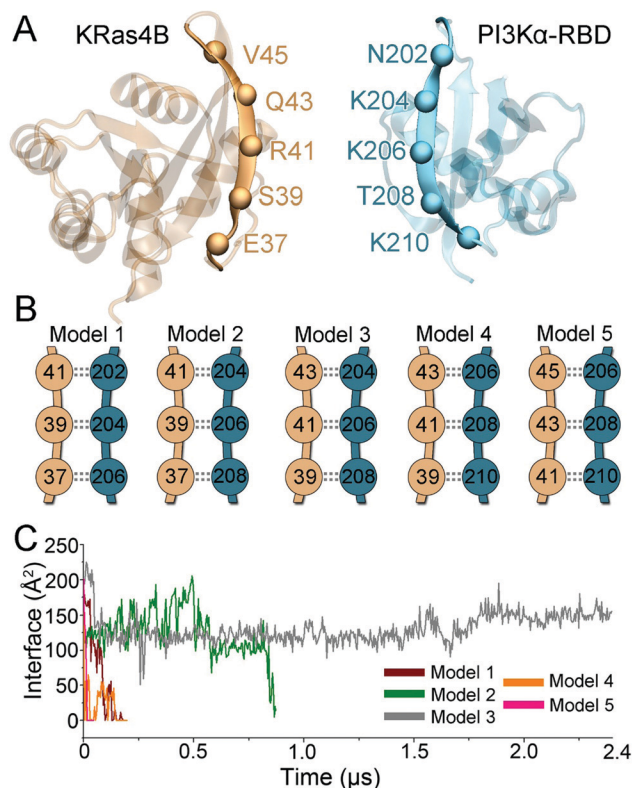 A
KRas4B
PI3Kα-RBD
V45
N202
Q43
K204
R41
K206
S39
T208
E37
K210
B
Model 1 Model 2 Model 3 Model 4 Model 5
41 202 41 204 43 204 43 206 45 206
39 204 39 206 41 206 41 208 43 208
37 206 37 208 39 208 39 210 41 210
C
Interface (Å²)
250
200
150
100
50
0
Model 1 Model 4
Model 2 Model 5
Model 3
0 0.5 1.0 1.5 2.0 2.4
Time (µs)